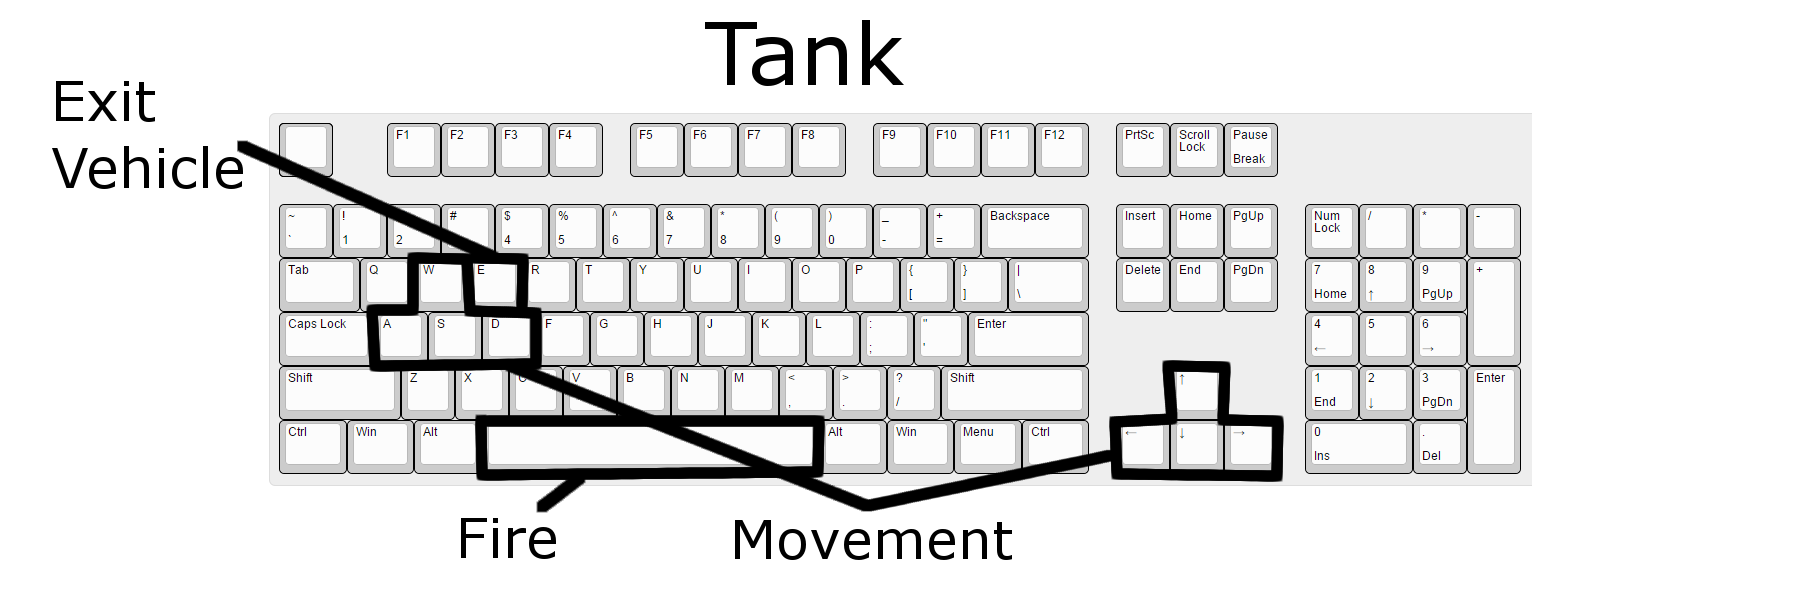 Tank
Exit
Vehicle
F1 F2 F3 F4 F5 F6 F7 F8 F9 F10 F11 F12 PrtSc Scroll Lock Pause Break
~ ` ! 1 2 # $ 4 % 5 ^ 6 & 7 * 8 ( 9 ) 0 _ - + = Backspace Insert Home PgUp Num Lock / * -
Tab Q W E R T Y U I O P { [ } ] | \ Delete End PgDn 7 Home 8 ↑ 9 PgUp +
Caps Lock A S D F G H J K L : ; " ' Enter 4 ← 5 6 →
Shift Z X C V B N M < , > . ? / Shift ↑ 1 End 2 ↓ 3 PgDn Enter
Ctrl Win Alt Alt Win Menu Ctrl ← ↓ → 0 Ins . Del
Fire
Movement